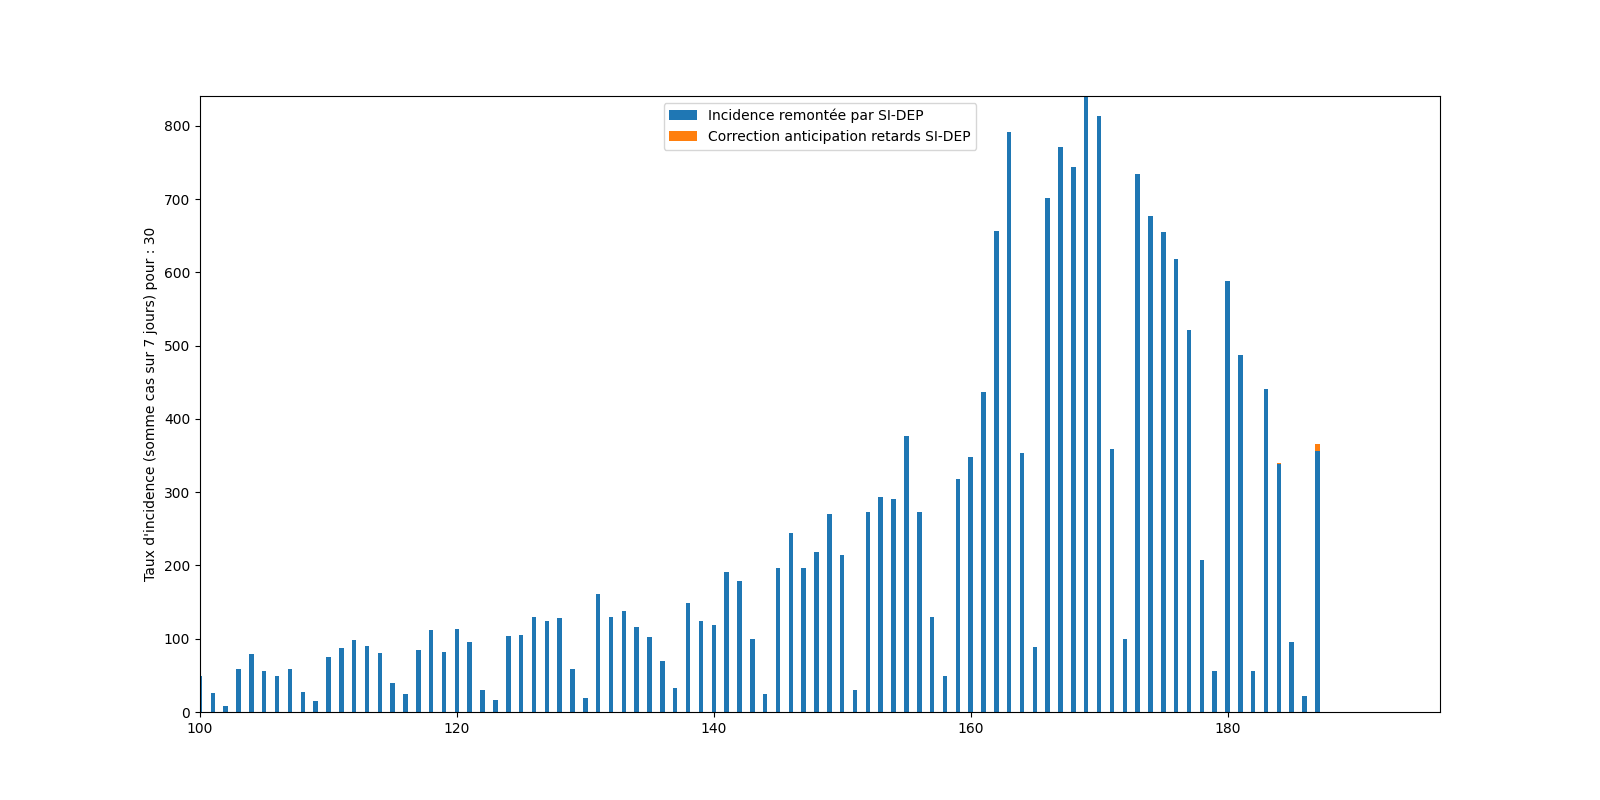 Incidence remontée par SI-DEP
Correction anticipation retards SI-DEP
Taux d'incidence (somme cas sur 7 jours) pour : 30
800
700
600
500
400
300
200
100
0
100 120 140 160 180